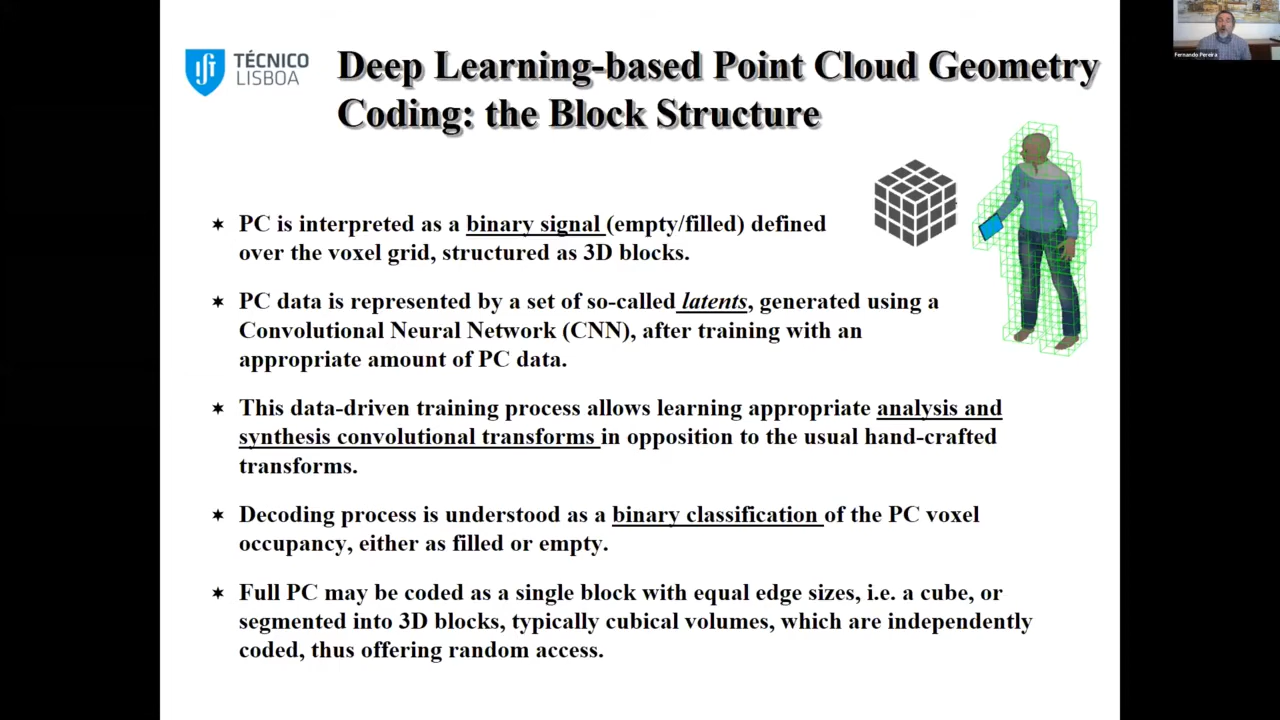 TÉCNICO
LISBOA
Deep Learning-based Point Cloud Geometry
Coding: the Block Structure
Fernando Pereira
✶ PC is interpreted as a binary signal (empty/filled) defined
over the voxel grid, structured as 3D blocks.
✶ PC data is represented by a set of so-called latents, generated using a
Convolutional Neural Network (CNN), after training with an
appropriate amount of PC data.
✶ This data-driven training process allows learning appropriate analysis and
synthesis convolutional transforms in opposition to the usual hand-crafted
transforms.
✶ Decoding process is understood as a binary classification of the PC voxel
occupancy, either as filled or empty.
✶ Full PC may be coded as a single block with equal edge sizes, i.e. a cube, or
segmented into 3D blocks, typically cubical volumes, which are independently
coded, thus offering random access.